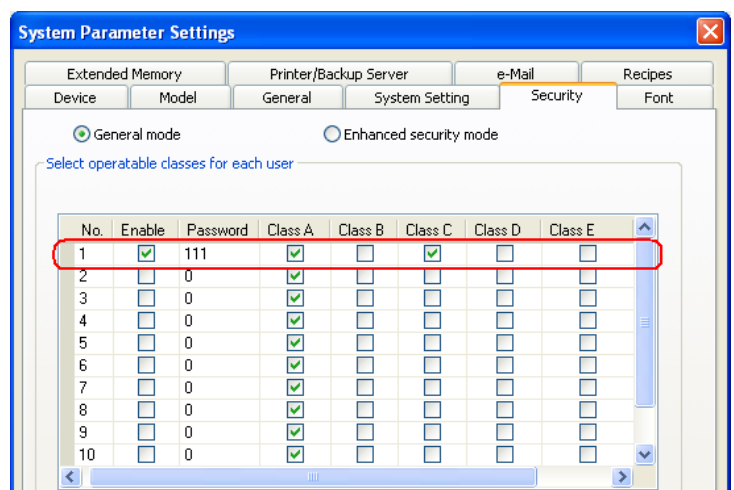 System Parameter Settings
Extended Memory Printer/Backup Server e-Mail Recipes
Device Model General System Setting Security Font
General mode Enhanced security mode
Select operatable classes for each user
No. Enable Password Class A Class B Class C Class D Class E
1 111
2 0
3 0
4 0
5 0
6 0
7 0
8 0
9 0
10 0